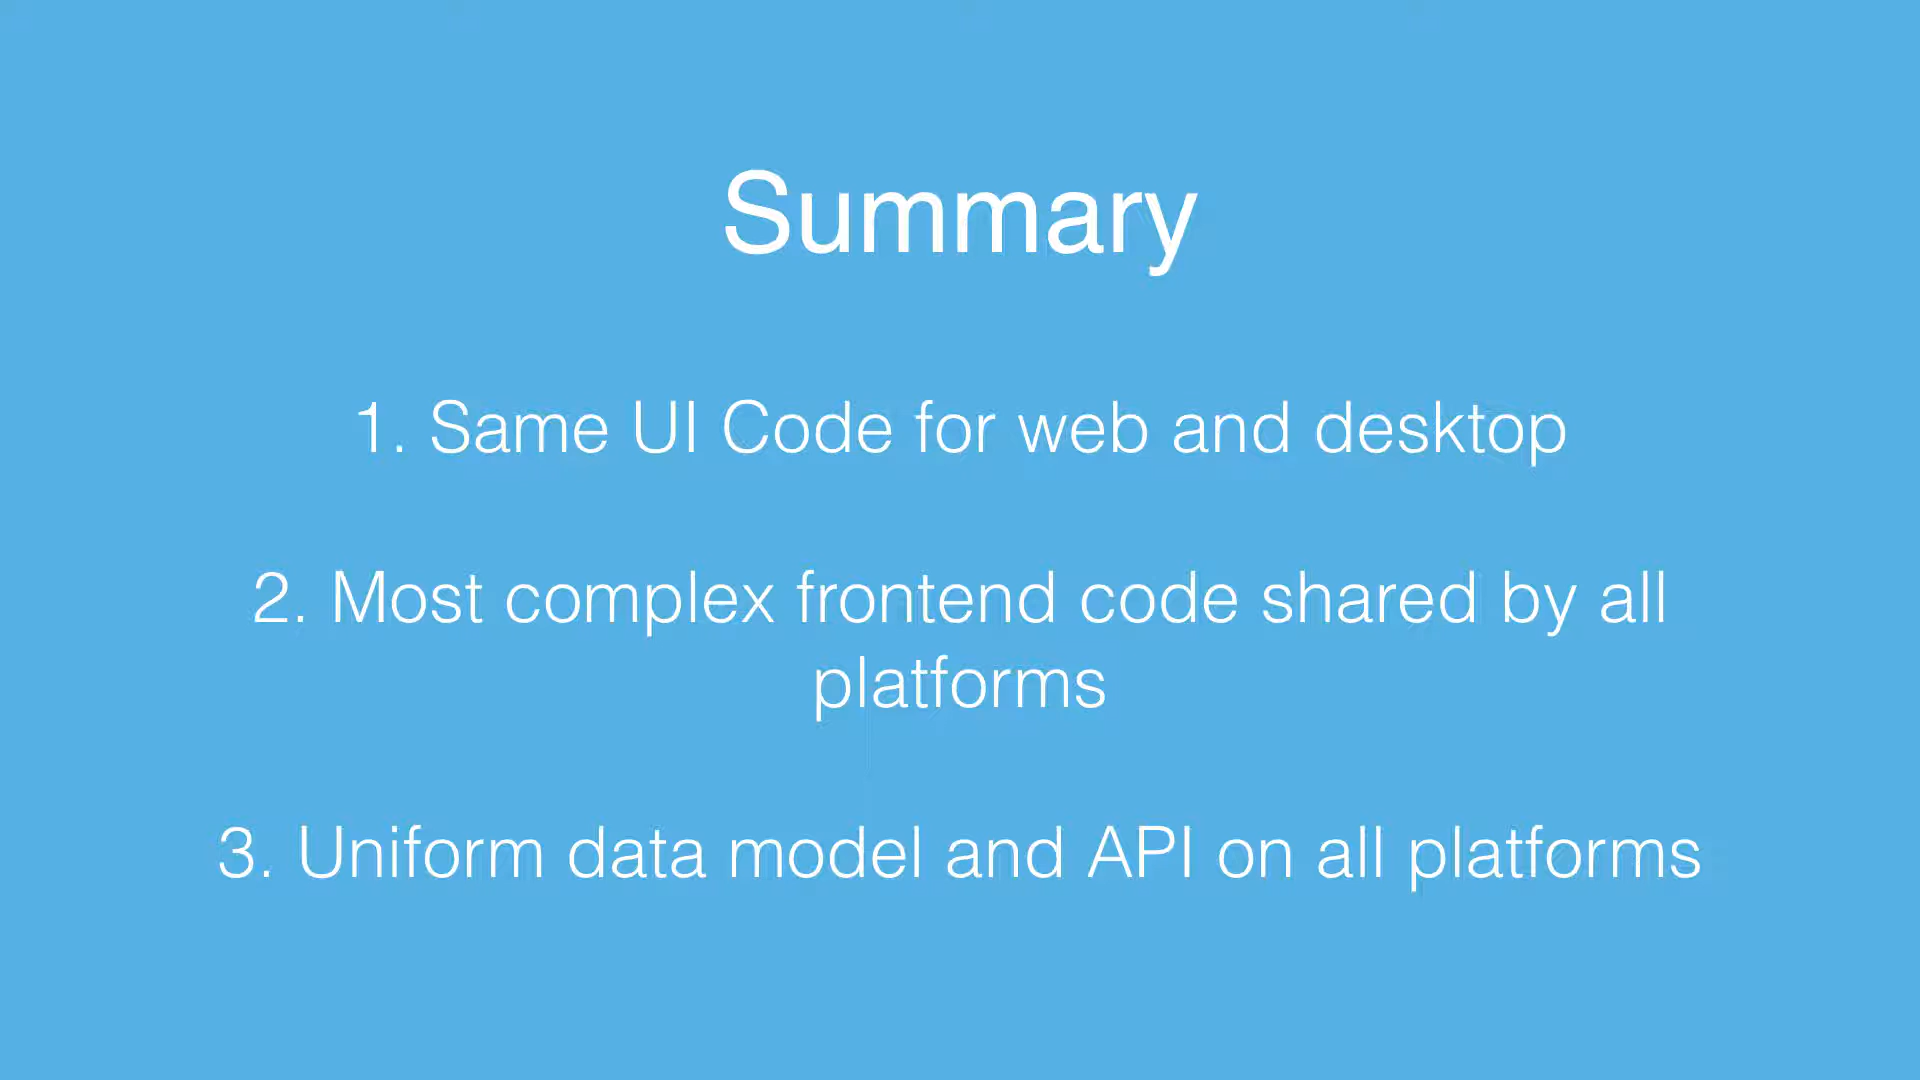 Summary
1. Same UI Code for web and desktop
2. Most complex frontend code shared by all
platforms
3. Uniform data model and API on all platforms